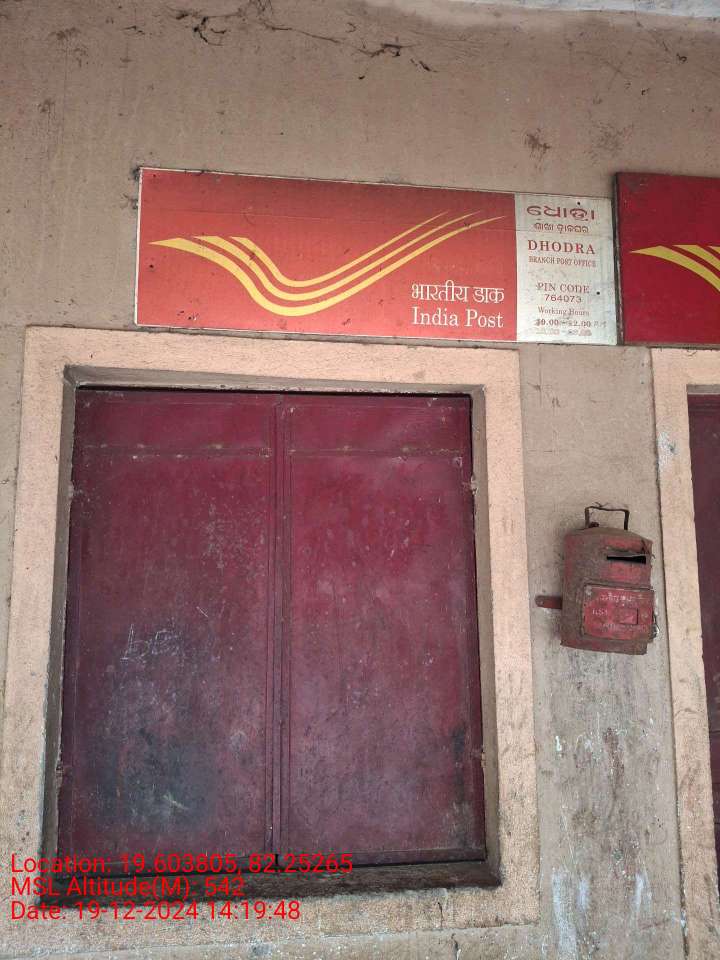 भारतीय डाक
India Post
ଧୋଡ୍ରା
ଶାଖା ଡାକଘର
DHODRA
BRANCH POST OFFICE
PIN CODE
764073
Working Hours
Location: 19.603805, 82.25265
MSL Altitude(M). 542
Date: 19-12-2024 14:19:48